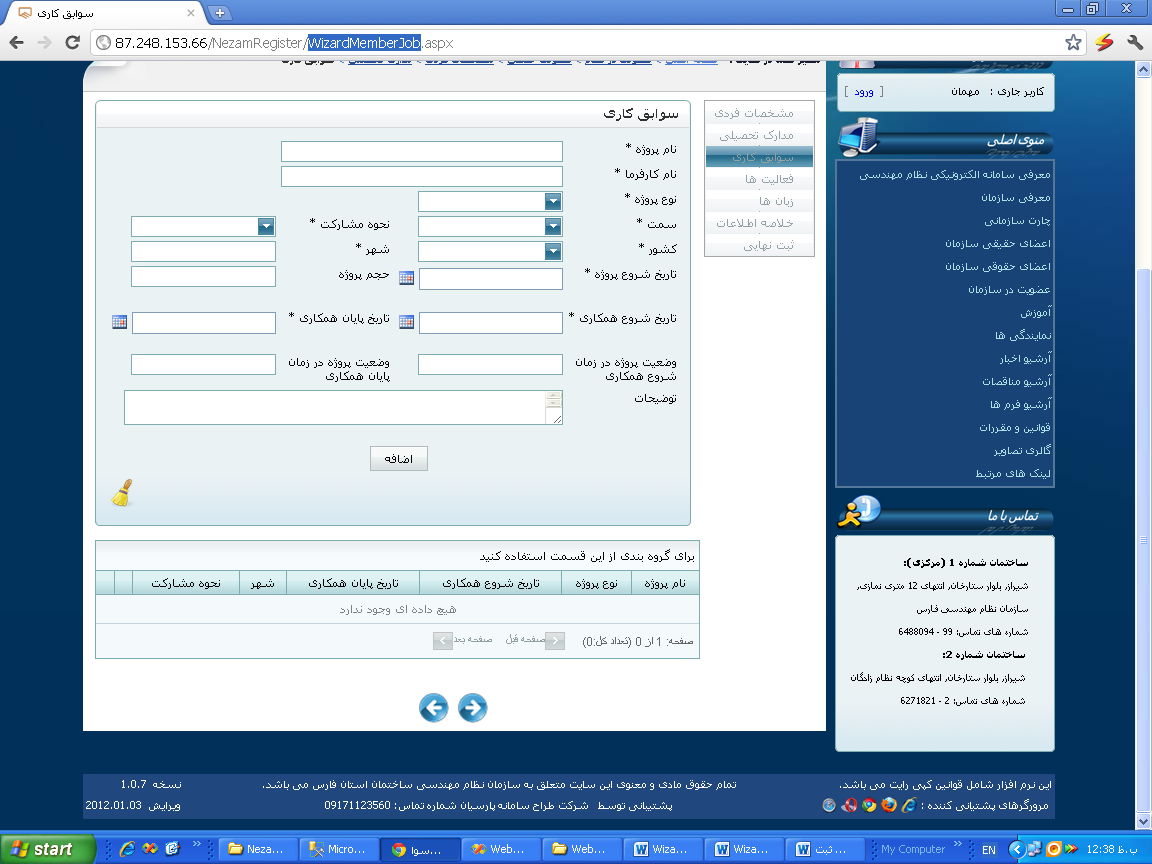 سوابق کاری
87.248.153.66/NezamRegister/WizardMemberJob.aspx
کاربر جاری : مهمان [ ورود ]
منوی اصلی
معرفی سامانه الکترونیکی نظام مهندسی
معرفی سازمان
چارت سازمانی
اعضای حقیقی سازمان
اعضای حقوقی سازمان
عضویت در سازمان
آموزش
نمایندگی ها
آرشیو اخبار
آرشیو مناقصات
آرشیو فرم ها
قوانین و مقررات
گالری تصاویر
لینک های مرتبط
تماس با ما
ساختمان شماره 1 (مرکزی):
شیراز، بلوار ستارخان، انتهای 12 متری نمازی،
سازمان نظام مهندسی فارس
شماره های تماس: 99 - 6488094
ساختمان شماره 2:
شیراز، بلوار ستارخان، انتهای کوچه نظام زادگان
شماره های تماس: 2 - 6271821
مشخصات فردی
مدارک تحصیلی
سوابق کاری
فعالیت ها
زبان ها
خلاصه اطلاعات
ثبت نهایی
سوابق کاری
نام پروژه *
نام کارفرما *
نوع پروژه *
سمت * نحوه مشارکت *
کشور * شهر *
تاریخ شروع پروژه * حجم پروژه
تاریخ شروع همکاری * تاریخ پایان همکاری *
وضعیت پروژه در زمان شروع همکاری وضعیت پروژه در زمان پایان همکاری
توضیحات
اضافه
برای گروه بندی از این قسمت استفاده کنید
نام پروژه نوع پروژه تاریخ شروع همکاری تاریخ پایان همکاری شهر نحوه مشارکت
هیچ داده ای وجود ندارد
صفحه: 1 از 0 (تعداد کل:0) صفحه قبل صفحه بعد
این نرم افزار شامل قوانین کپی رایت می باشد. تمام حقوق مادی و معنوی این سایت متعلق به سازمان نظام مهندسی ساختمان استان فارس می باشد. نسخه 1.0.7
مرورگرهای پشتیبانی کننده : پشتیبانی توسط شرکت طراح سامانه پارسیان شماره تماس: 09171123560 ویرایش 2012.01.03
start Neza... Micro... سوا... Web... Web... Wiza... Wiza... ثبت ... My Computer EN 12:38 ب.ظ